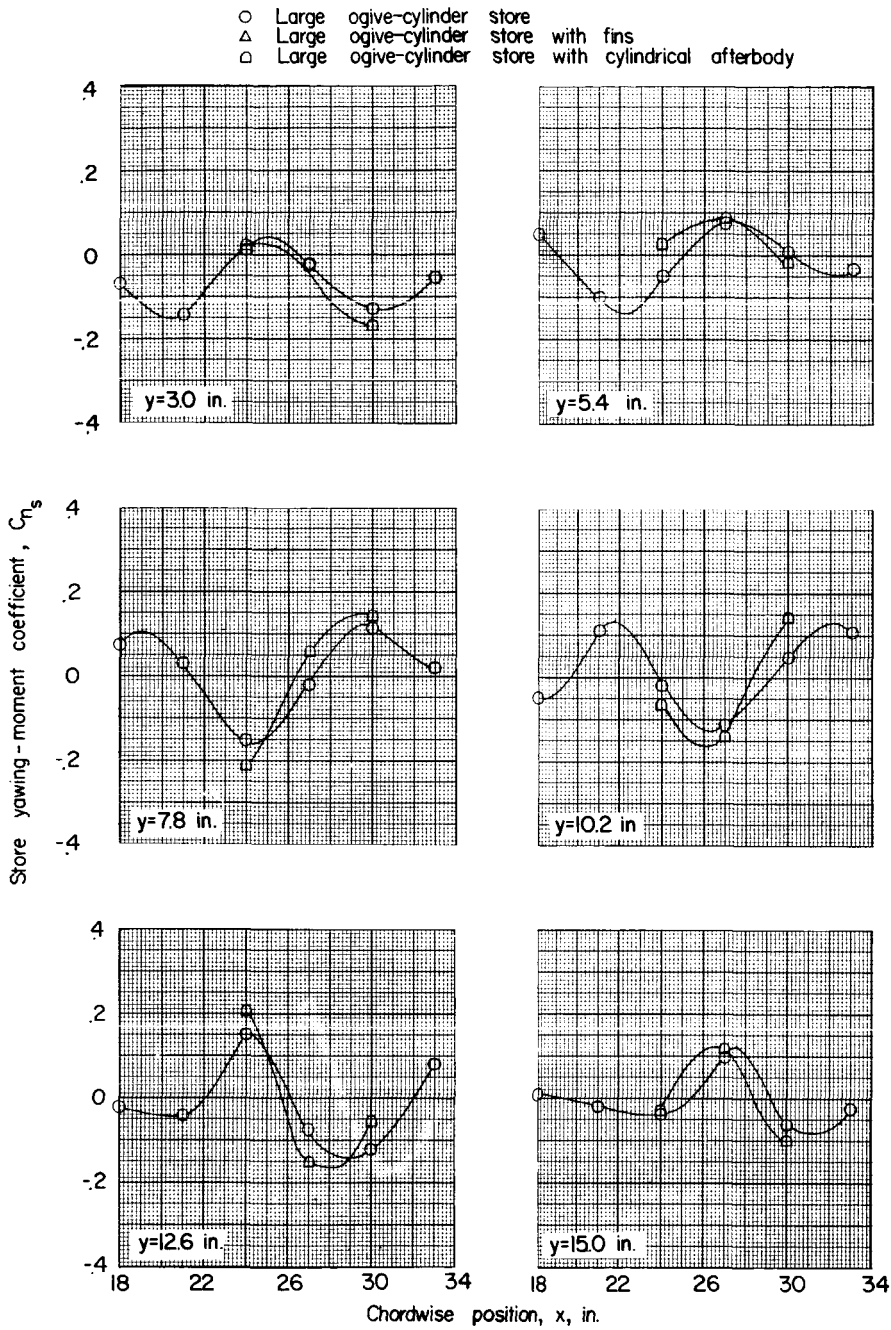 ○ Large ogive-cylinder store
△ Large ogive-cylinder store with fins
Large ogive-cylinder store with cylindrical afterbody
.4
.2
0
-.2
-.4
y=3.0 in.
y=5.4 in.
Store yawing-moment coefficient, Cns
.4
.2
0
-.2
-.4
y=7.8 in.
y=10.2 in
.4
.2
0
-.2
-.4
y=12.6 in.
y=15.0 in.
18 22 26 30 34 18 22 26 30 34
Chordwise position, x, in.